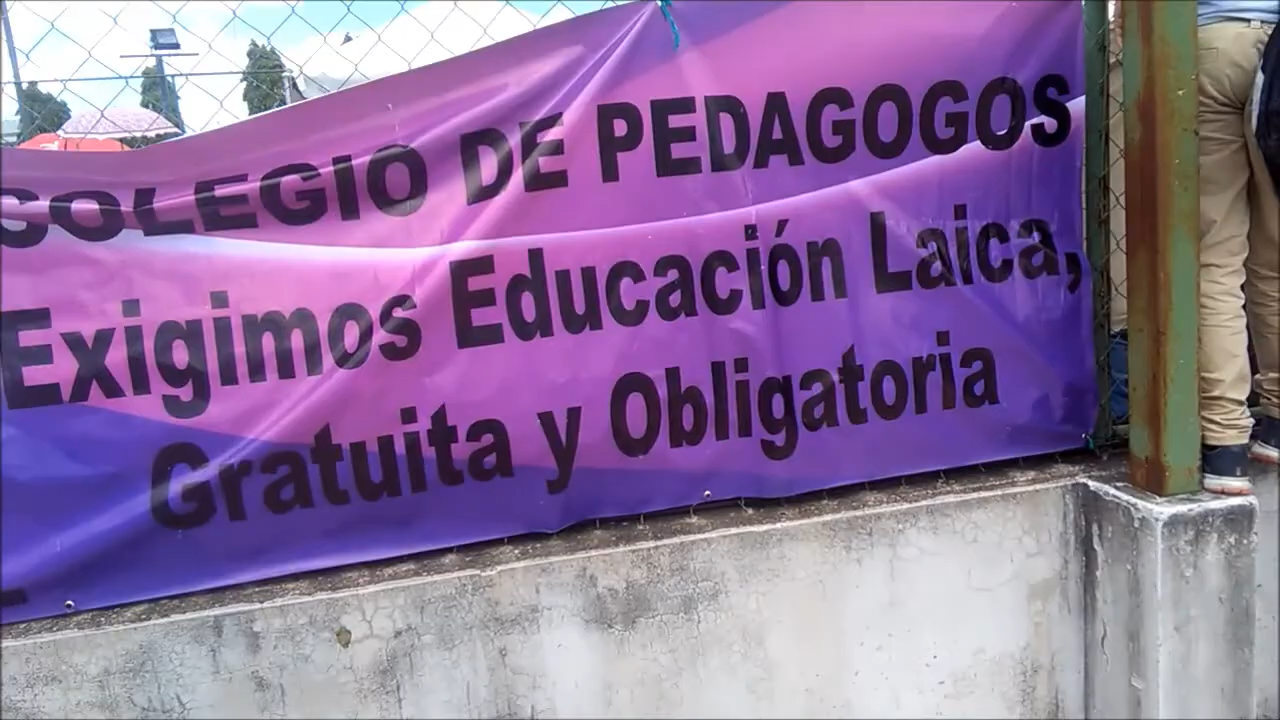 COLEGIO DE PEDAGOGOS
Exigimos Educación Laica,
Gratuita y Obligatoria